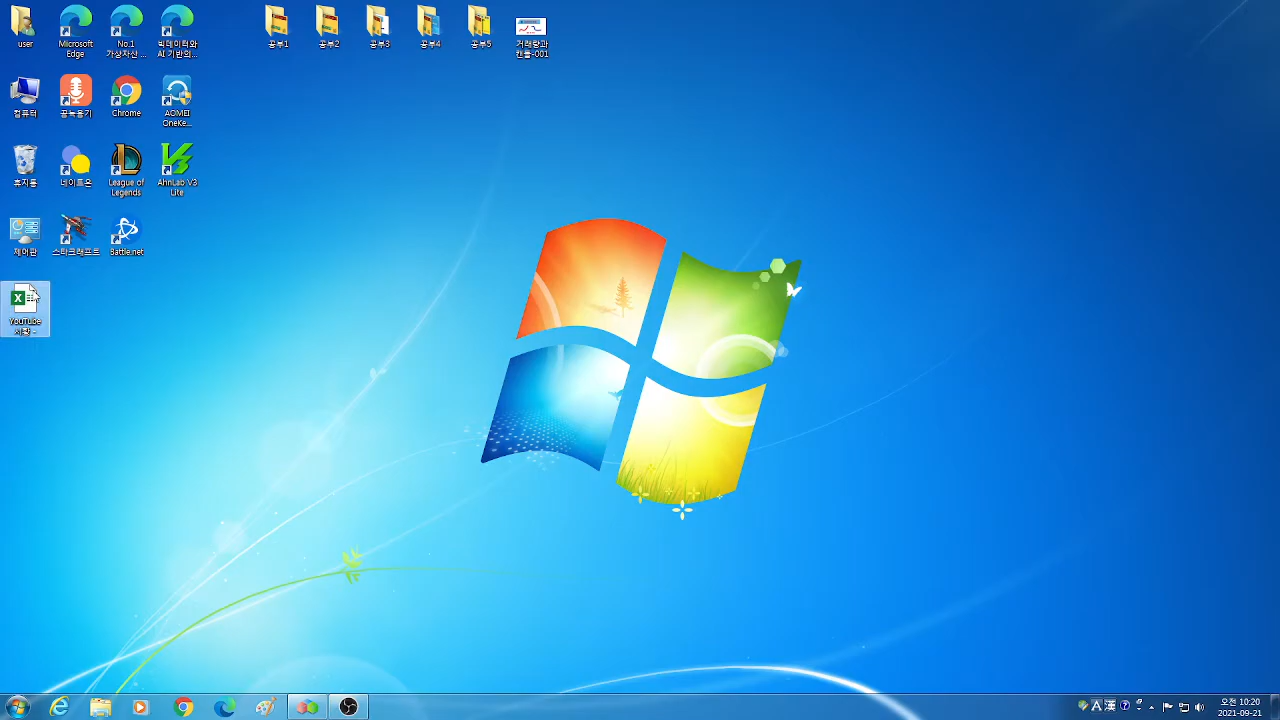 user
Microsoft
Edge
No.1
가상자산 ...
빅데이터와
AI 기반의...
공부1
공부2
공부3
공부4
공부5
거래량과
캔들-001
컴퓨터
곰녹음기
Chrome
AOMEI
OneKe...
휴지통
네이트온
League of
Legends
AhnLab V3
Lite
제어판
스타크래프트
Battle.net
YouTube
A
漢
오전 10:20
2021-09-21